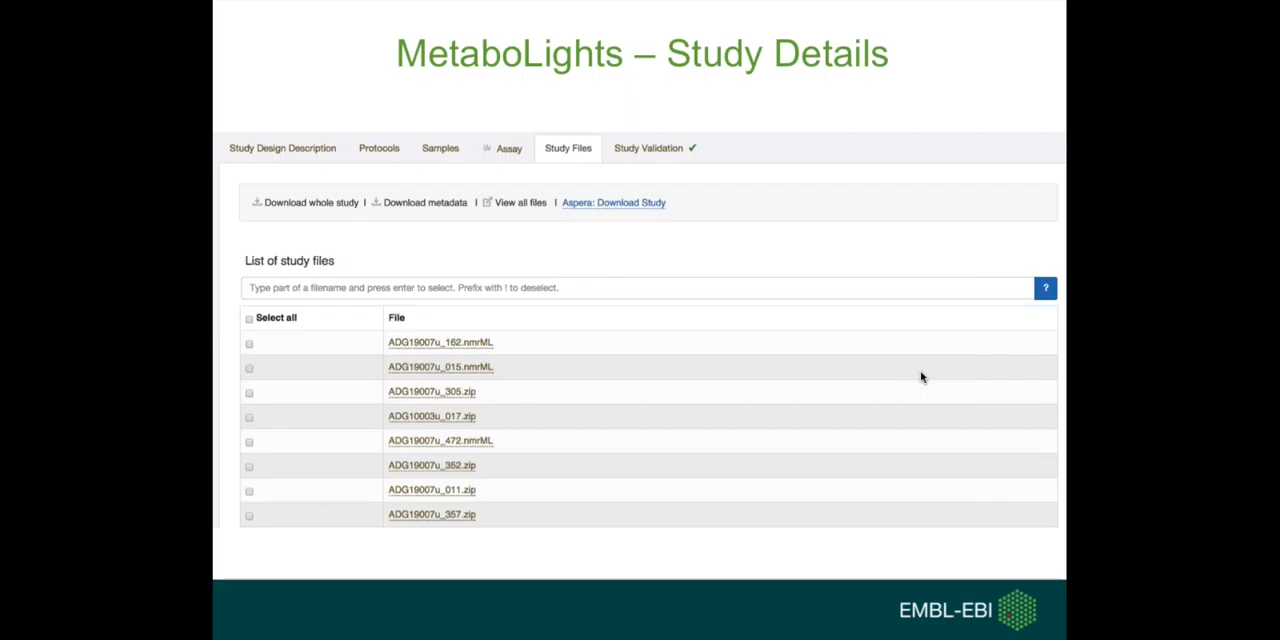 MetaboLights – Study Details
Study Design Description Protocols Samples Assay Study Files Study Validation ✔
Download whole study | Download metadata | View all files | Aspera: Download Study
List of study files
Type part of a filename and press enter to select. Prefix with ! to deselect. ?
Select all File
ADG19007u_162.nmrML
ADG19007u_015.nmrML
ADG19007u_305.zip
ADG10003u_017.zip
ADG19007u_472.nmrML
ADG19007u_352.zip
ADG19007u_011.zip
ADG19007u_357.zip
EMBL-EBI